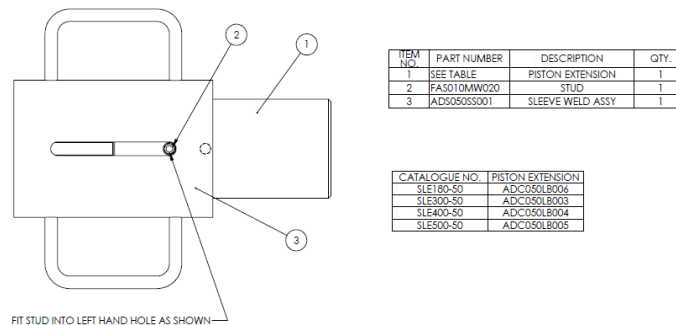 2
1
3
FIT STUD INTO LEFT HAND HOLE AS SHOWN
ITEM NO. PART NUMBER DESCRIPTION QTY.
1 SEE TABLE PISTON EXTENSION 1
2 FAS010MW020 STUD 1
3 ADS050SS001 SLEEVE WELD ASSY 1
CATALOGUE NO. PISTON EXTENSION
SLE180-50 ADC050LB006
SLE300-50 ADC050LB003
SLE400-50 ADC050LB004
SLE500-50 ADC050LB005